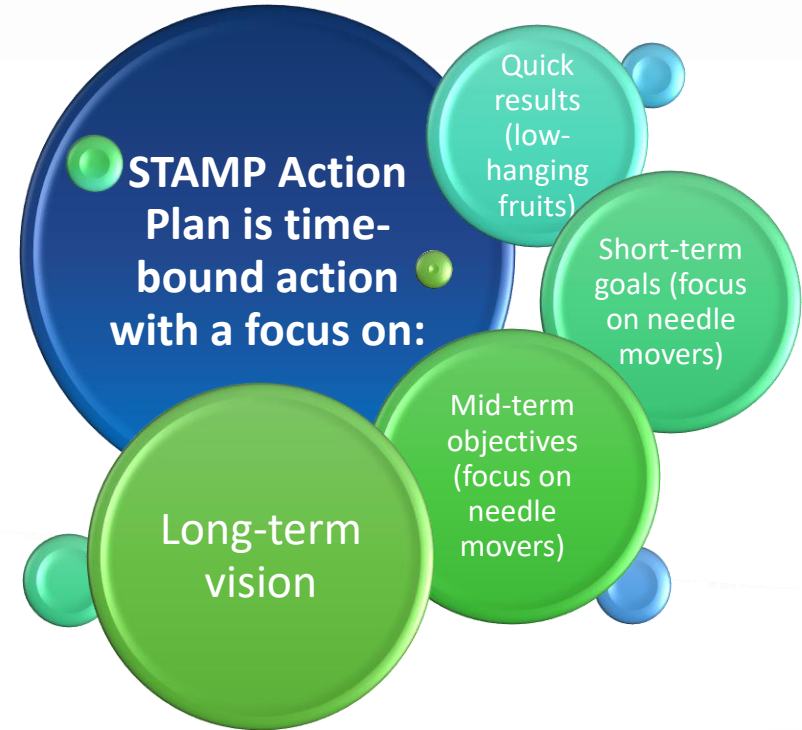 STAMP Action
Plan is time-
bound action
with a focus on:
Quick
results
(low-
hanging
fruits)
Short-term
goals (focus
on needle
movers)
Mid-term
objectives
(focus on
needle
movers)
Long-term
vision